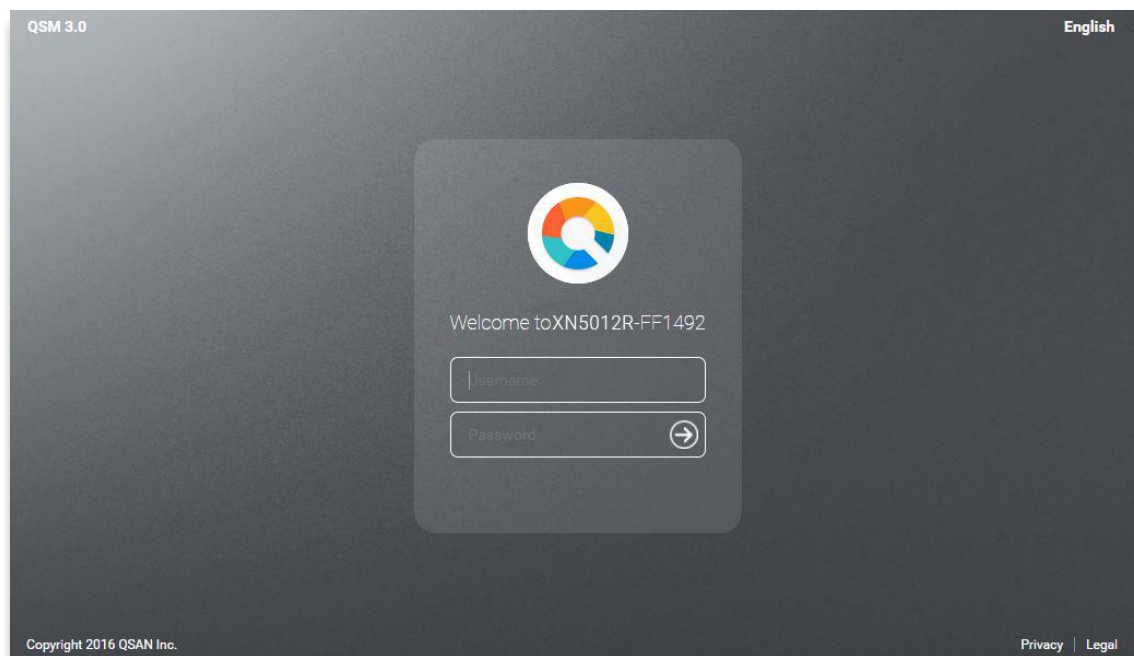 QSM 3.0
English
Welcome toXN5012R-FF1492
Username
Password
Copyright 2016 QSAN Inc.
Privacy | Legal